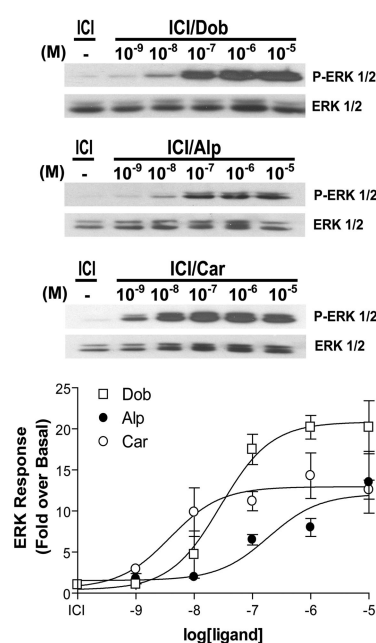 ICI ICI/Dob
(M) - 10⁻⁹ 10⁻⁸ 10⁻⁷ 10⁻⁶ 10⁻⁵
P-ERK 1/2
ERK 1/2
ICI ICI/Alp
(M) - 10⁻⁹ 10⁻⁸ 10⁻⁷ 10⁻⁶ 10⁻⁵
P-ERK 1/2
ERK 1/2
ICI ICI/Car
(M) - 10⁻⁹ 10⁻⁸ 10⁻⁷ 10⁻⁶ 10⁻⁵
P-ERK 1/2
ERK 1/2
ERK Response
(Fold over Basal)
25
20
15
10
5
0
Dob
Alp
Car
ICI -9 -8 -7 -6 -5
log[ligand]